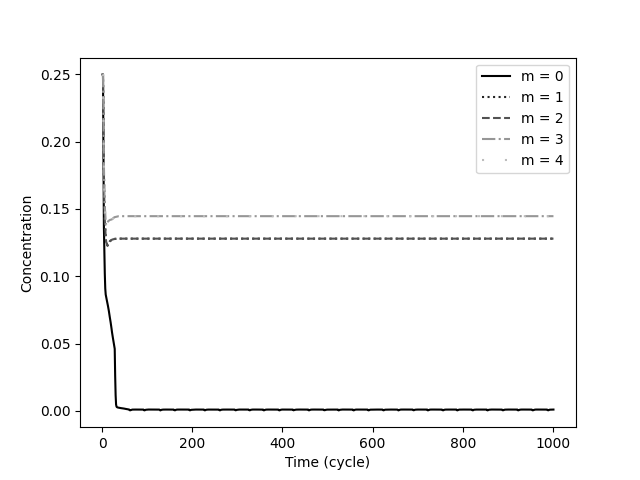 0.25
0.20
0.15
0.10
0.05
0.00
Concentration
0
200
400
600
800
1000
Time (cycle)
m = 0
m = 1
m = 2
m = 3
m = 4